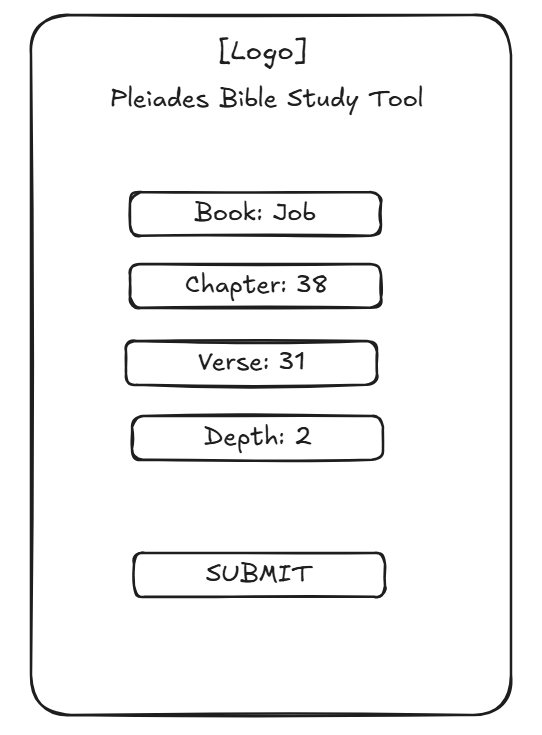 [Logo]
Pleiades Bible Study Tool
Book: Job
Chapter: 38
Verse: 31
Depth: 2
SUBMIT